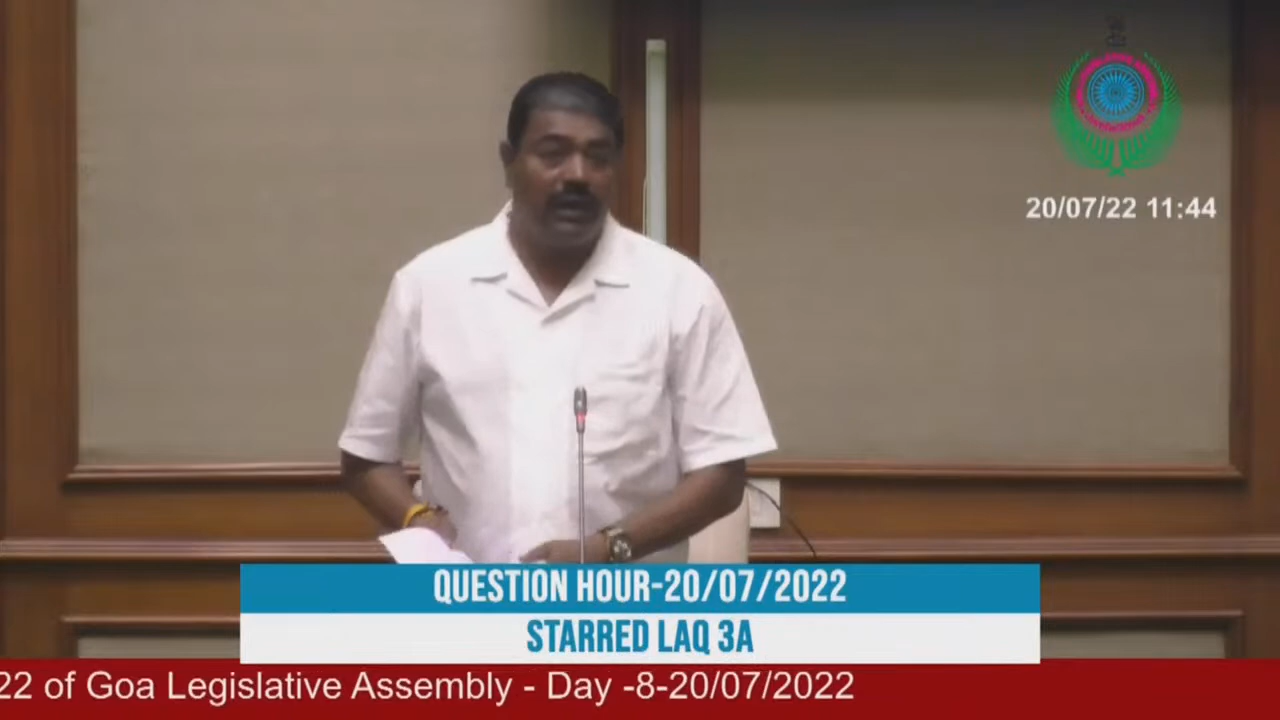 20/07/22 11:44
QUESTION HOUR-20/07/2022
STARRED LAQ 3A
22 of Goa Legislative Assembly - Day -8-20/07/2022